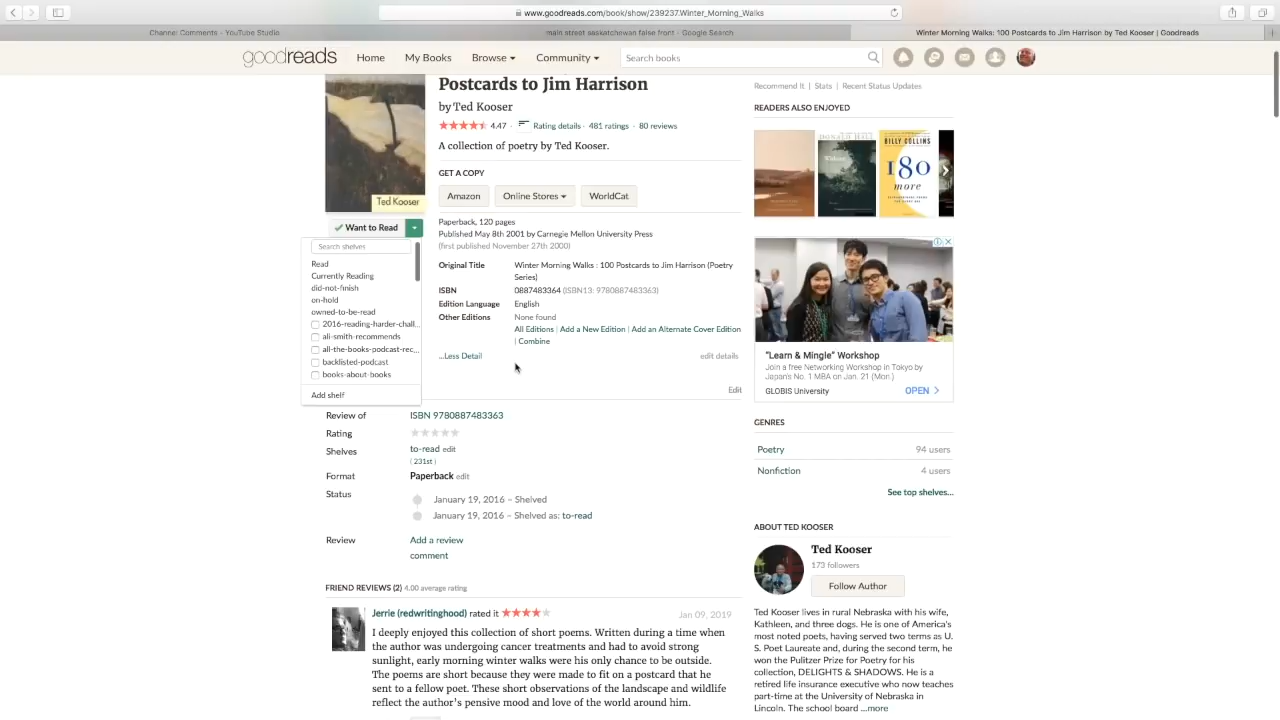 www.goodreads.com/book/show/239237.Winter_Morning_Walks
Channel Comments - YouTube Studio
main street saskatchewan false front - Google Search
Winter Morning Walks: 100 Postcards to Jim Harrison by Ted Kooser | Goodreads
goodreads
Home
My Books
Browse
Community
Search books
Postcards to Jim Harrison
by Ted Kooser
4.47 · Rating details · 481 ratings · 80 reviews
A collection of poetry by Ted Kooser.
GET A COPY
Amazon
Online Stores
WorldCat
Paperback, 120 pages
Published May 8th 2001 by Carnegie Mellon University Press
(first published November 27th 2000)
Original Title
Winter Morning Walks : 100 Postcards to Jim Harrison (Poetry
Series)
ISBN
0887483364 (ISBN13: 9780887483363)
Edition Language
English
Other Editions
None found
All Editions | Add a New Edition | Add an Alternate Cover Edition
| Combine
...Less Detail
edit details
Edit
Ted Kooser
Want to Read
Search shelves
Read
Currently Reading
did-not-finish
on-hold
owned-to-be-read
2016-reading-harder-chall...
ali-smith-recommends
all-the-books-podcast-rec...
backlisted-podcast
books-about-books
Add shelf
Review of
ISBN 9780887483363
Rating
Shelves
to-read edit
( 231st )
Format
Paperback edit
Status
January 19, 2016 – Shelved
January 19, 2016 – Shelved as: to-read
Review
Add a review
comment
FRIEND REVIEWS (2) 4.00 average rating
Jerrie (redwritinghood) rated it
Jan 09, 2019
I deeply enjoyed this collection of short poems. Written during a time when
the author was undergoing cancer treatments and had to avoid strong
sunlight, early morning winter walks were his only chance to be outside.
The poems are short because they were made to fit on a postcard that he
sent to a fellow poet. These short observations of the landscape and wildlife
reflect the author's pensive mood and love of the world around him.
Recommend It | Stats | Recent Status Updates
READERS ALSO ENJOYED
DONALD HALL
Without
BILLY COLLINS
180
more
"Learn & Mingle" Workshop
Join a free Networking Workshop in Tokyo by
Japan's No. 1 MBA on Jan. 21 (Mon.)
GLOBIS University
OPEN
GENRES
Poetry
94 users
Nonfiction
4 users
See top shelves...
ABOUT TED KOOSER
Ted Kooser
173 followers
Follow Author
Ted Kooser lives in rural Nebraska with his wife,
Kathleen, and three dogs. He is one of America's
most noted poets, having served two terms as U.
S. Poet Laureate and, during the second term, he
won the Pulitzer Prize for Poetry for his
collection, DELIGHTS & SHADOWS. He is a
retired life insurance executive who now teaches
part-time at the University of Nebraska in
Lincoln. The school board ...more